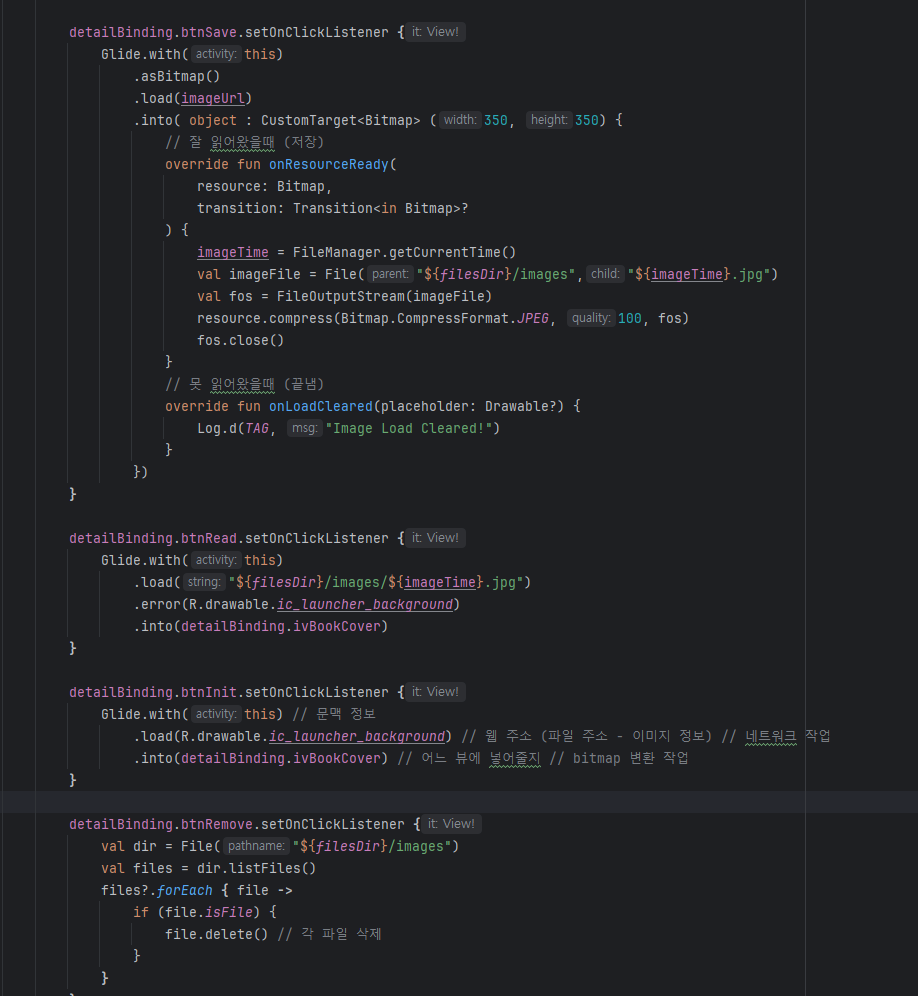 detailBinding.btnSave.setOnClickListener { it: View!
Glide.with( activity: this)
.asBitmap()
.load(imageUrl)
.into( object : CustomTarget<Bitmap> ( width: 350, height: 350) {
// 잘 읽어왔을때 (저장)
override fun onResourceReady(
resource: Bitmap,
transition: Transition<in Bitmap>?
) {
imageTime = FileManager.getCurrentTime()
val imageFile = File( parent: "${filesDir}/images", child: "${imageTime}.jpg")
val fos = FileOutputStream(imageFile)
resource.compress(Bitmap.CompressFormat.JPEG, quality: 100, fos)
fos.close()
}
// 못 읽어왔을때 (끝냄)
override fun onLoadCleared(placeholder: Drawable?) {
Log.d(TAG, msg: "Image Load Cleared!")
}
})
}
detailBinding.btnRead.setOnClickListener { it: View!
Glide.with( activity: this)
.load( string: "${filesDir}/images/${imageTime}.jpg")
.error(R.drawable.ic_launcher_background)
.into(detailBinding.ivBookCover)
}
detailBinding.btnInit.setOnClickListener { it: View!
Glide.with( activity: this) // 문맥 정보
.load(R.drawable.ic_launcher_background) // 웹 주소 (파일 주소 - 이미지 정보) // 네트워크 작업
.into(detailBinding.ivBookCover) // 어느 뷰에 넣어줄지 // bitmap 변환 작업
}
detailBinding.btnRemove.setOnClickListener { it: View!
val dir = File( pathname: "${filesDir}/images")
val files = dir.listFiles()
files?.forEach { file ->
if (file.isFile) {
file.delete() // 각 파일 삭제
}
}